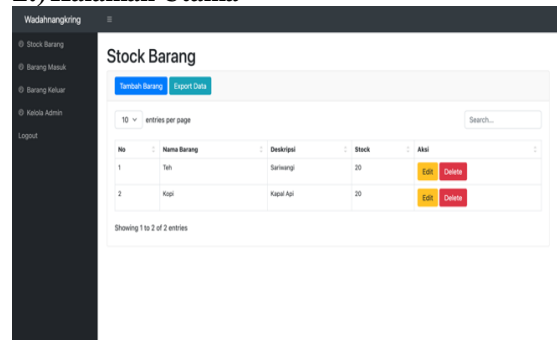 Wadahnangkring
Stock Barang
Barang Masuk
Barang Keluar
Kelola Admin
Logout
Stock Barang
Tambah Barang Export Data
10 entries per page Search...
No Nama Barang Deskripsi Stock Aksi
1 Teh Sariwangi 20 Edit Delete
2 Kopi Kapal Api 20 Edit Delete
Showing 1 to 2 of 2 entries